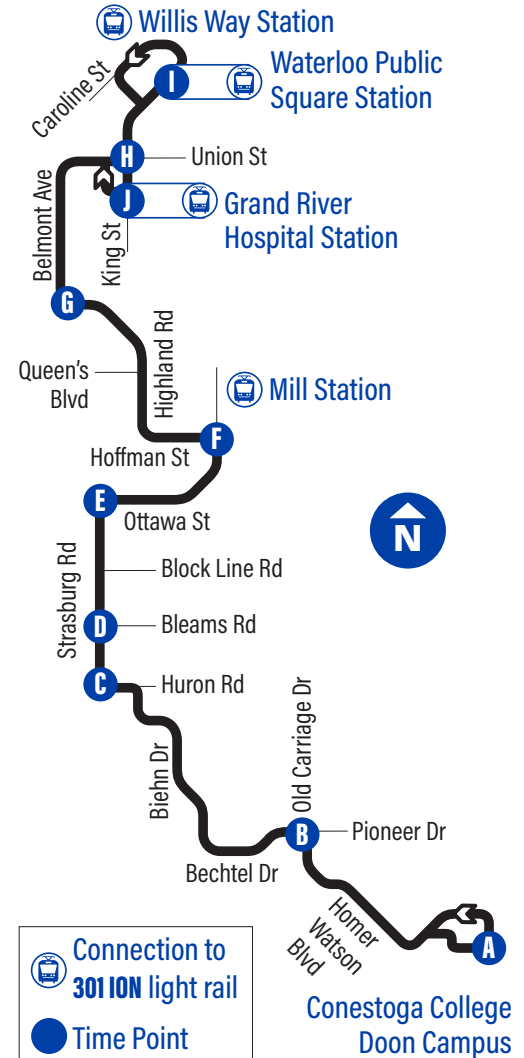 Willis Way Station
Caroline St
I
Waterloo Public
Square Station
H
Union St
Belmont Ave
King St
J
Grand River
Hospital Station
G
Queen's
Blvd
Highland Rd
Mill Station
F
Hoffman St
E
Ottawa St
N
Strasburg Rd
Block Line Rd
D
Bleams Rd
C
Huron Rd
Biehn Dr
Old Carriage Dr
B
Pioneer Dr
Bechtel Dr
Homer
Watson
Blvd
A
Conestoga College
Doon Campus
Connection to
301 ION light rail
Time Point